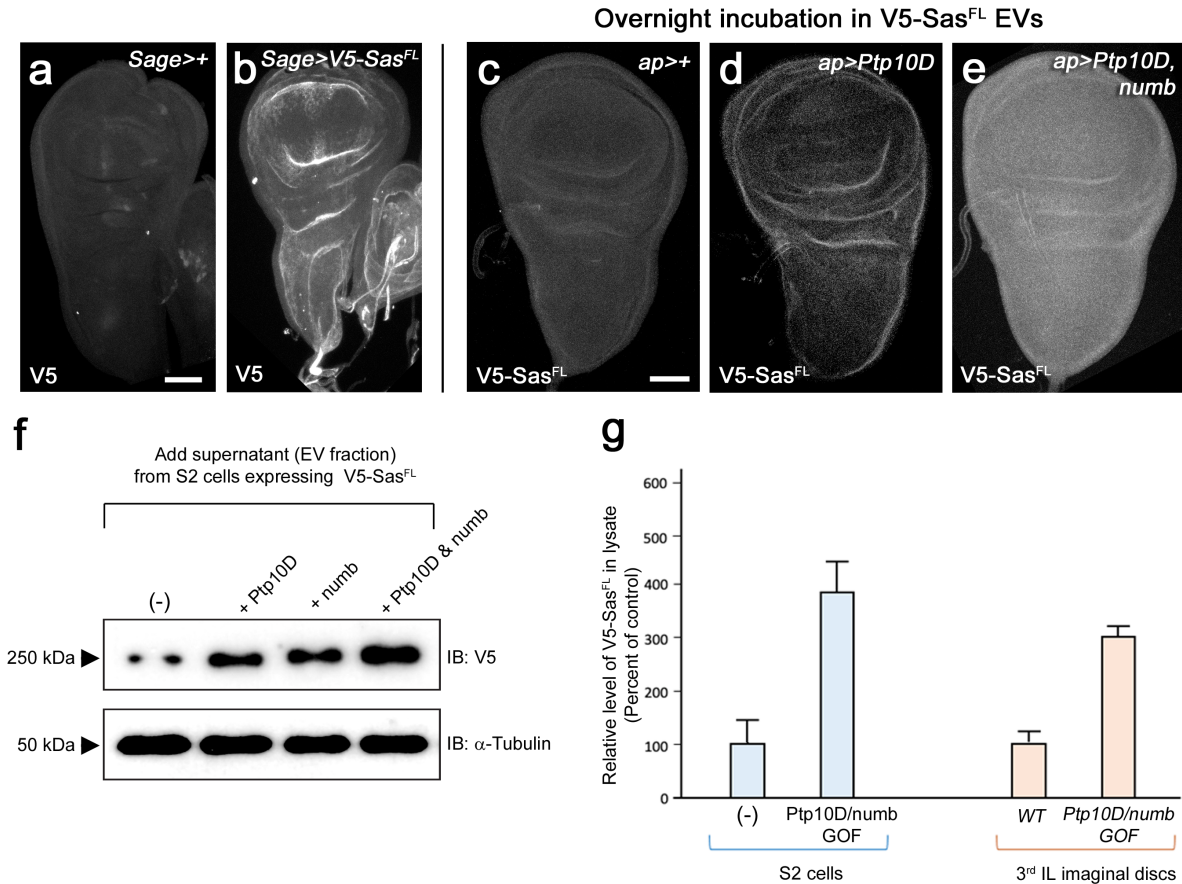 Overnight incubation in V5-Sas^FL EVs
a
Sage>+
V5
b
Sage>V5-Sas^FL
V5
c
ap>+
V5-Sas^FL
d
ap>Ptp10D
V5-Sas^FL
e
ap>Ptp10D,
numb
V5-Sas^FL
f
Add supernatant (EV fraction)
from S2 cells expressing V5-Sas^FL
(-)
+ Ptp10D
+ numb
+ Ptp10D & numb
250 kDa
IB: V5
50 kDa
IB: α-Tubulin
g
Relative level of V5-Sas^FL in lysate
(Percent of control)
600
500
400
300
200
100
0
(-)
Ptp10D/numb
GOF
WT
Ptp10D/numb
GOF
S2 cells
3^rd IL imaginal discs